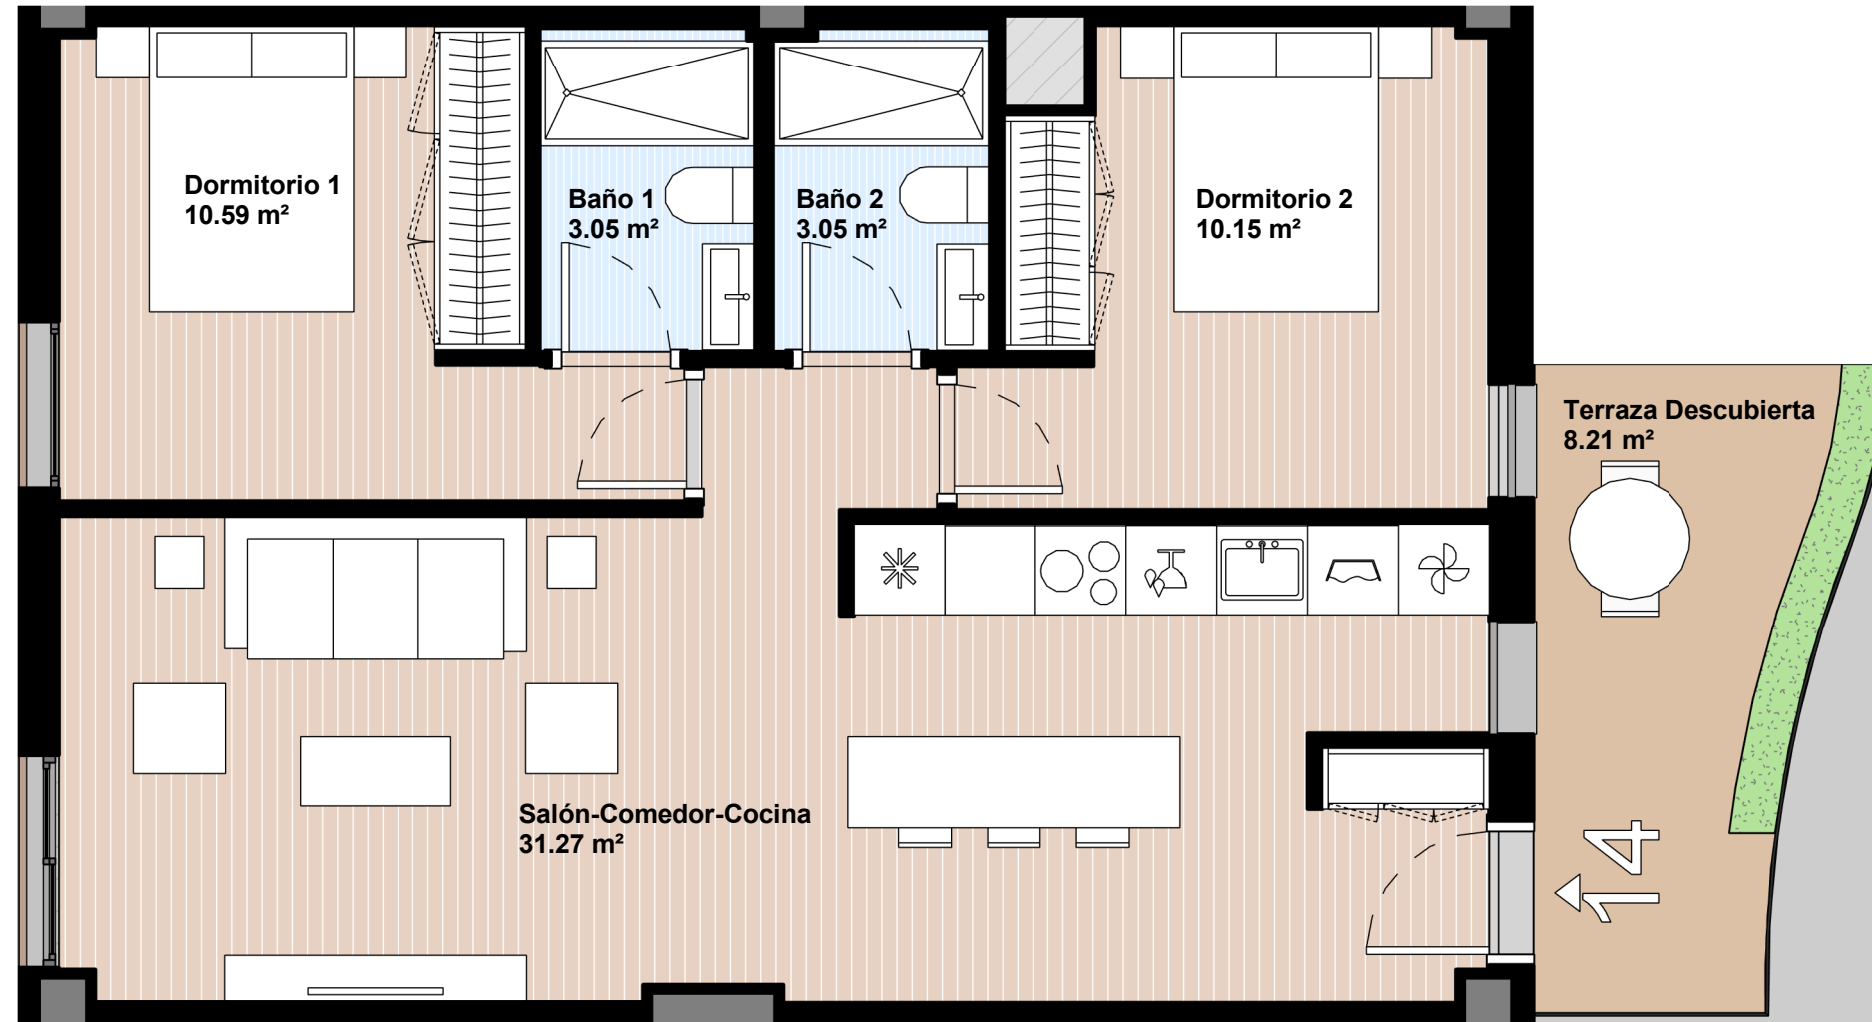 Dormitorio 1
10.59 m²
Baño 1
3.05 m²
Baño 2
3.05 m²
Dormitorio 2
10.15 m²
Terraza Descubierta
8.21 m²
Salón-Comedor-Cocina
31.27 m²
14